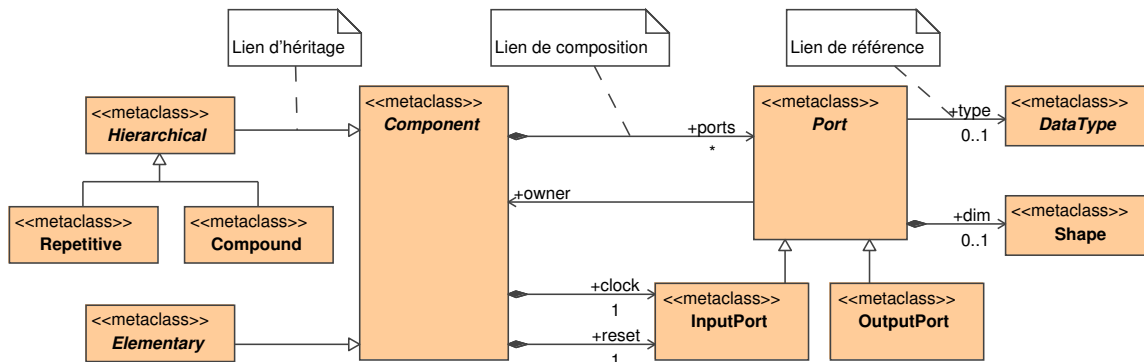 Lien d'héritage
Lien de composition
Lien de référence
<<metaclass>>
Hierarchical
<<metaclass>>
Component
+ports
*
<<metaclass>>
Port
+type
0..1
<<metaclass>>
DataType
+owner
<<metaclass>>
Repetitive
<<metaclass>>
Compound
+dim
0..1
<<metaclass>>
Shape
+clock
1
<<metaclass>>
InputPort
<<metaclass>>
OutputPort
<<metaclass>>
Elementary
+reset
1